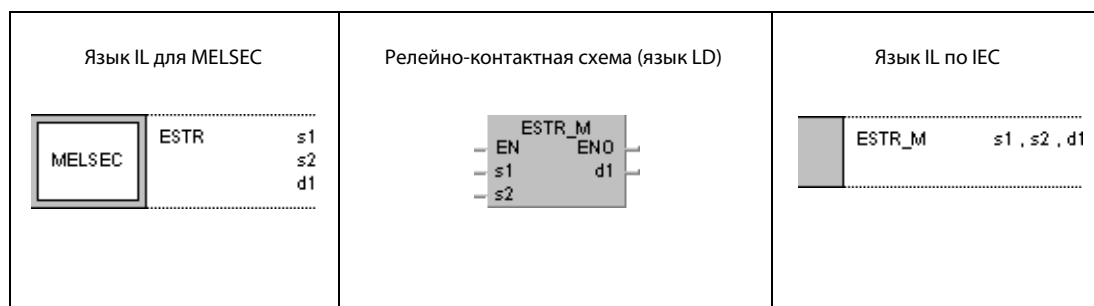 Язык IL для MELSEC
MELSEC
ESTR s1
s2
d1
Релейно-контактная схема (язык LD)
ESTR_M
EN ENO
s1 d1
s2
Язык IL по IEC
ESTR_M s1 , s2 , d1